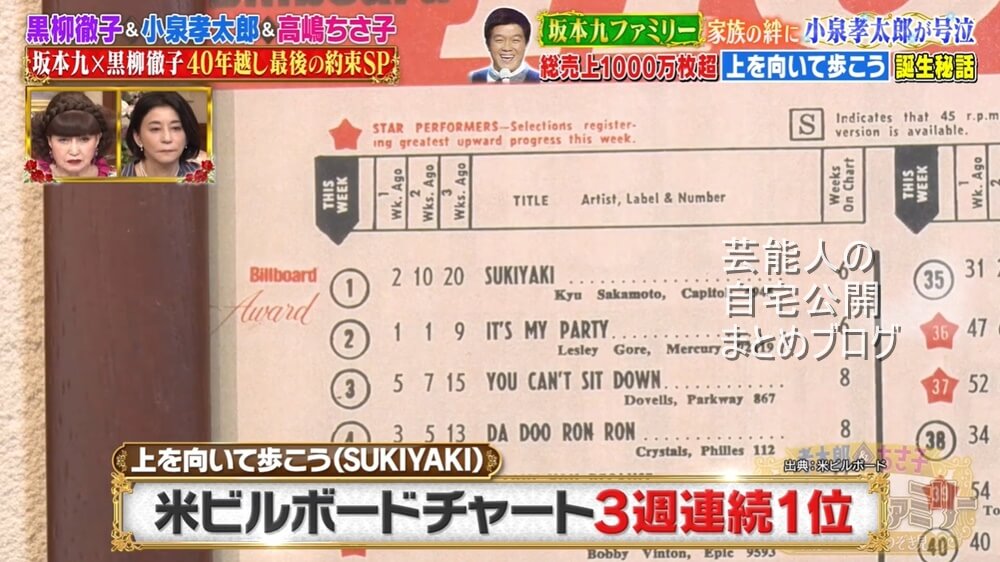 黒柳徹子&小泉孝太郎&高嶋ちさ子
坂本九×黒柳徹子 40年越し最後の約束SP
坂本九ファミリー 家族の絆に 小泉孝太郎が号泣
総売上1000万枚超 上を向いて歩こう 誕生秘話
STAR PERFORMERS—Selections register-
ing greatest upward progress this week.
S Indicates that 45 r.p.m
version is available.
THIS WEEK
1 Wk. Ago
2 Wks. Ago
3 Wks. Ago
TITLE Artist, Label & Number
Weeks On Chart
THIS WEEK
1 Wk. Ago
Billboard Award
1 2 10 20 SUKIYAKI 6
Kyu Sakamoto, Capitol
2 1 1 9 IT'S MY PARTY 6
Lesley Gore, Mercury
3 5 7 15 YOU CAN'T SIT DOWN 8
Dovells, Parkway 867
4 3 5 13 DA DOO RON RON 8
Crystals, Philles 112
35 31
36 47
37 52
38 34
39 54
40
芸能人の
自宅公開
まとめブログ
上を向いて歩こう(SUKIYAKI)
出典:米ビルボード
米ビルボードチャート3週連続1位
Bobby Vinton, Epic 9593